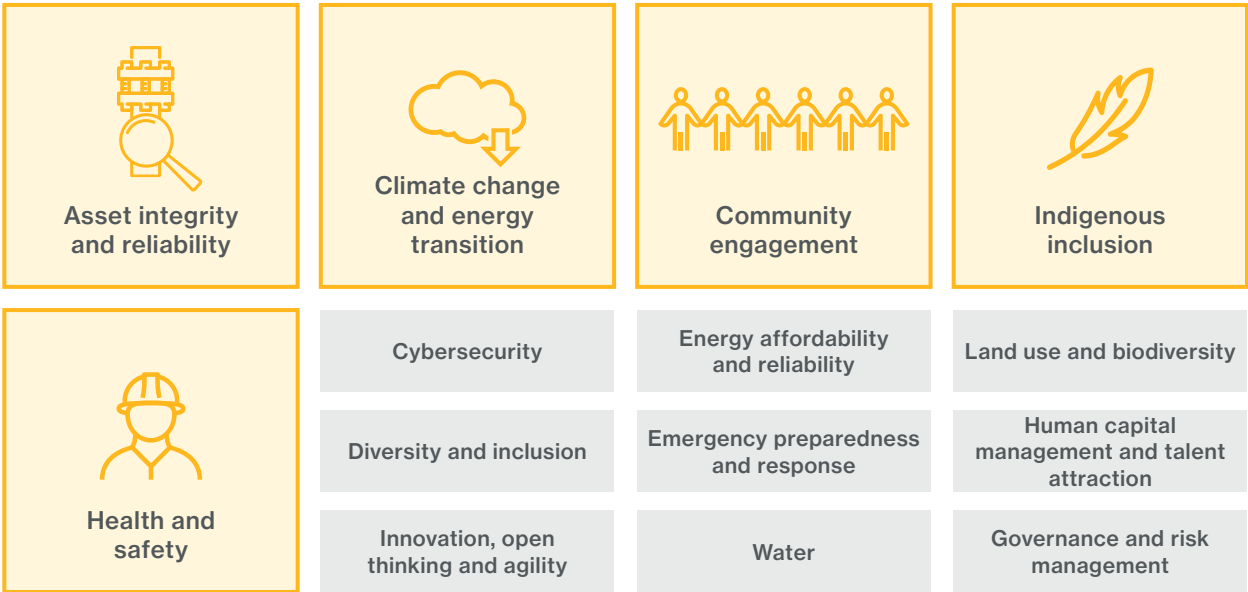 Asset integrity
and reliability
Climate change
and energy
transition
Community
engagement
Indigenous
inclusion
Health and
safety
Cybersecurity
Energy affordability
and reliability
Land use and biodiversity
Diversity and inclusion
Emergency preparedness
and response
Human capital
management and talent
attraction
Innovation, open
thinking and agility
Water
Governance and risk
management